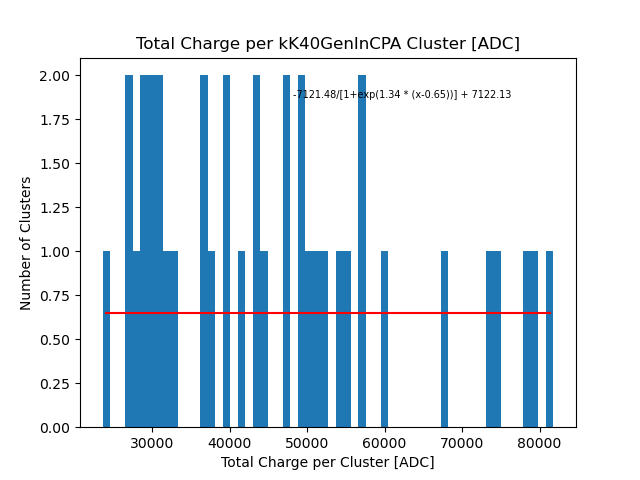 Total Charge per kK40GenInCPA Cluster [ADC]
2.00
-7121.48/[1+exp(1.34 * (x-0.65))] + 7122.13
1.75
1.50
1.25
Number of Clusters
1.00
0.75
0.50
0.25
0.00
30000 40000 50000 60000 70000 80000
Total Charge per Cluster [ADC]